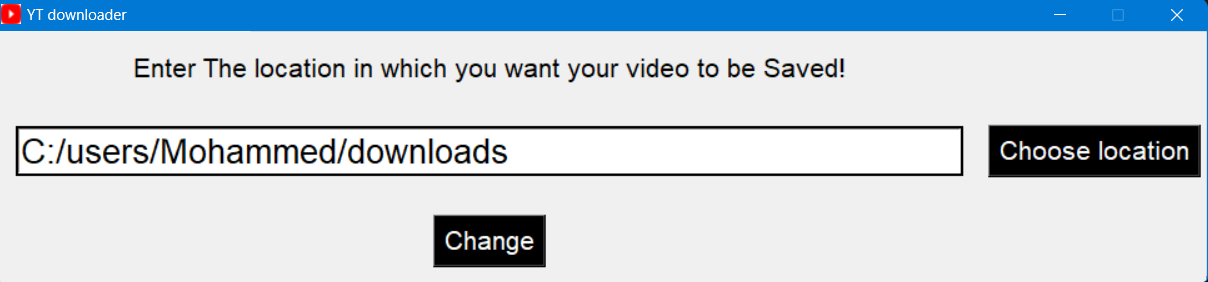 YT downloader
Enter The location in which you want your video to be Saved!
C:/users/Mohammed/downloads
Choose location
Change